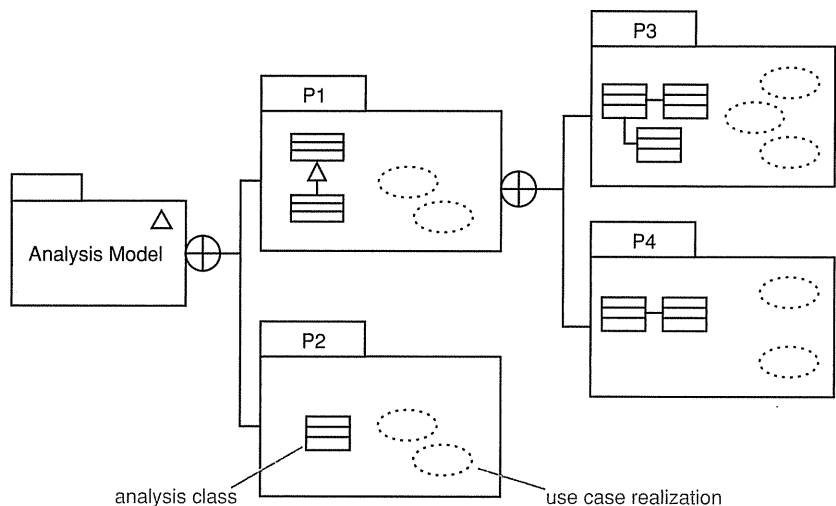 P3
P1
Analysis Model
P4
P2
analysis class
use case realization